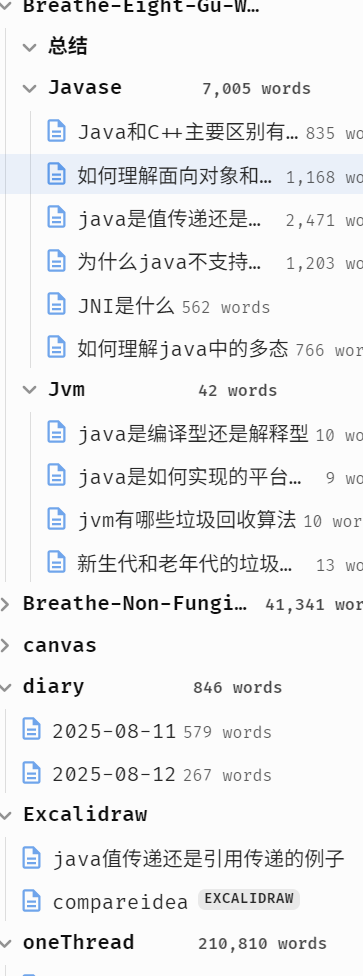 Breathe-Eight-Gu-W…
总结
Javase 7,005 words
Java和C++主要区别有… 835 wo
如何理解面向对象和… 1,168 wo
java是值传递还是… 2,471 wo
为什么java不支持… 1,203 wo
JNI是什么 562 words
如何理解java中的多态 766 wor
Jvm 42 words
java是编译型还是解释型 10 wo
java是如何实现的平台… 9 wo
jvm有哪些垃圾回收算法 10 wor
新生代和老年代的垃圾… 13 wo
Breathe-Non-Fungi… 41,341 wor
canvas
diary 846 words
2025-08-11 579 words
2025-08-12 267 words
Excalidraw
java值传递还是引用传递的例子
compareidea EXCALIDRAW
oneThread 210,810 words